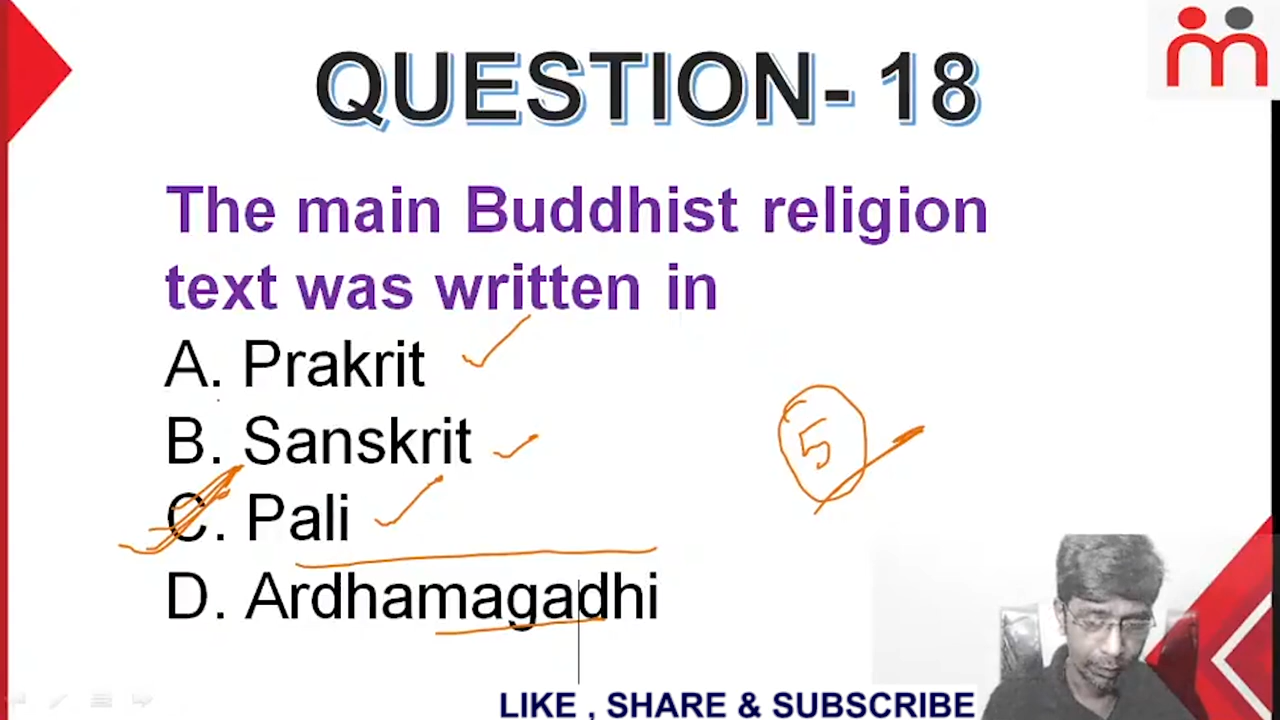 QUESTION- 18
The main Buddhist religion
text was written in
A. Prakrit
B. Sanskrit
C. Pali
5
D. Ardhamagadhi
LIKE , SHARE & SUBSCRIBE